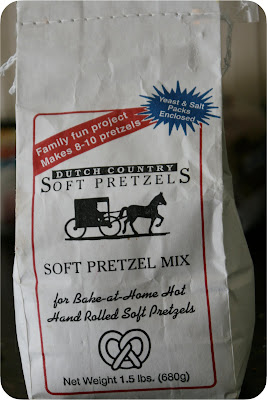 Yeast & Salt
Packs
Enclosed
Family fun project
Makes 8-10 pretzels
DUTCH COUNTRY
SOFT PRETZELS
SOFT PRETZEL MIX
for Bake-at-Home Hot
Hand Rolled Soft Pretzels
Net Weight 1.5 lbs. (680g)